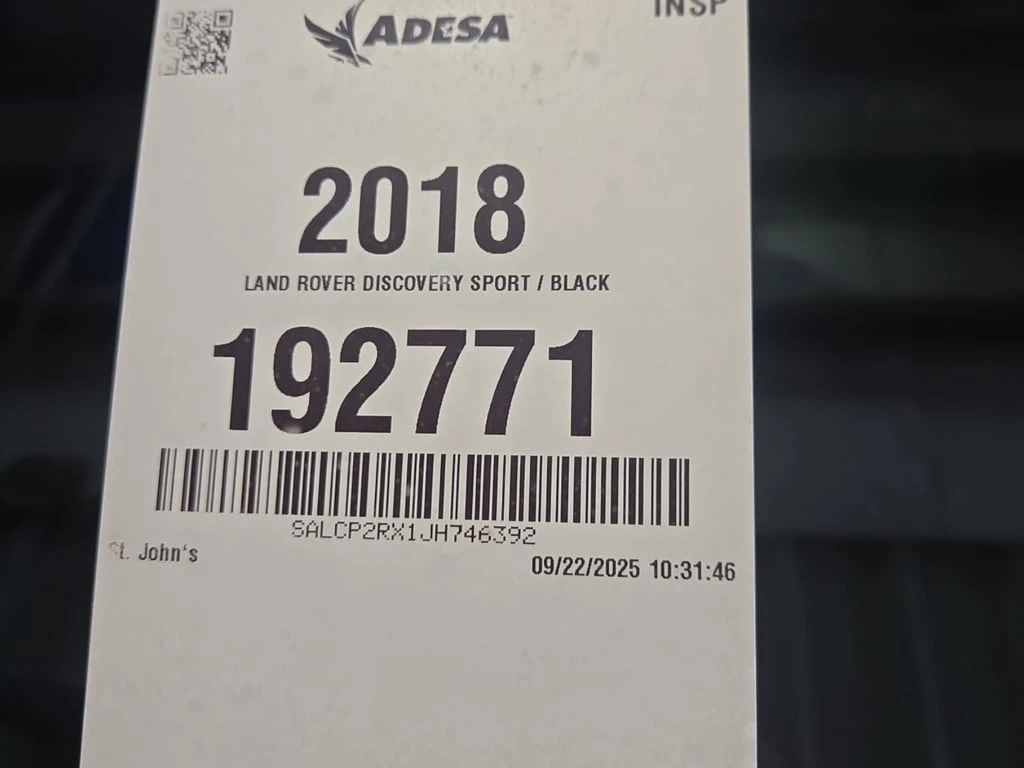 INSP
ADESA
2018
LAND ROVER DISCOVERY SPORT / BLACK
192771
SALCP2RX1JH746392
St. John's
09/22/2025 10:31:46